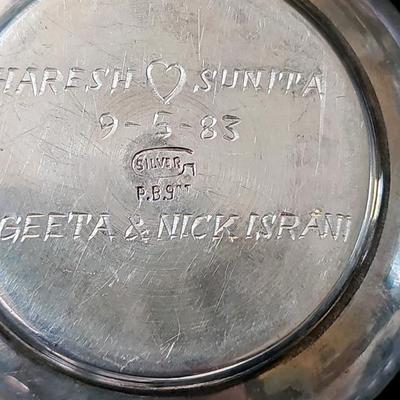 HARESH ♡ SUNITA
9-5-83
SILVER
GEETA & NICK ISRANI